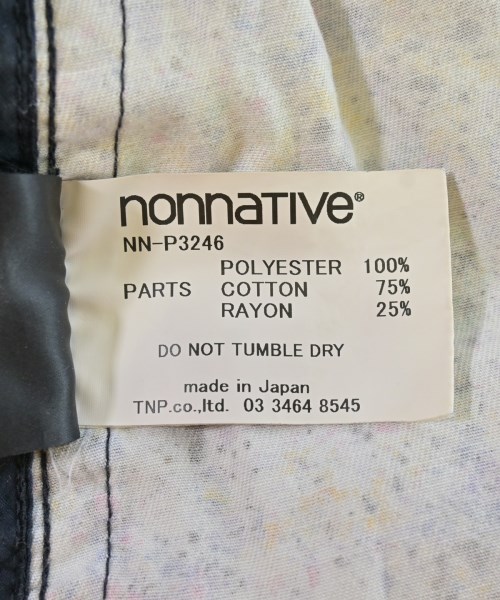 nonnative®
NN-P3246
POLYESTER 100%
PARTS COTTON 75%
RAYON 25%
DO NOT TUMBLE DRY
made in Japan
TNP.co.,ltd. 03 3464 8545